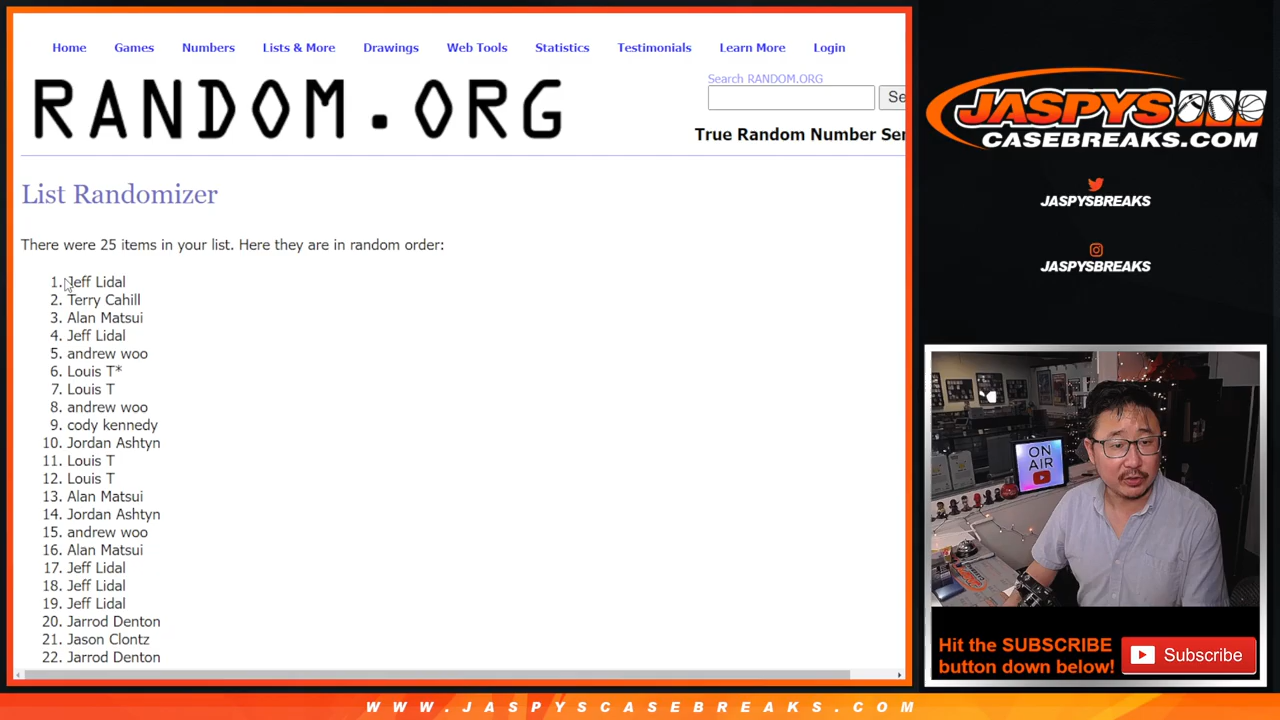 Home Games Numbers Lists & More Drawings Web Tools Statistics Testimonials Learn More Login
RANDOM.ORG
Search RANDOM.ORG
Se
True Random Number Ser
List Randomizer
There were 25 items in your list. Here they are in random order:
1. Jeff Lidal
2. Terry Cahill
3. Alan Matsui
4. Jeff Lidal
5. andrew woo
6. Louis T*
7. Louis T
8. andrew woo
9. cody kennedy
10. Jordan Ashtyn
11. Louis T
12. Louis T
13. Alan Matsui
14. Jordan Ashtyn
15. andrew woo
16. Alan Matsui
17. Jeff Lidal
18. Jeff Lidal
19. Jeff Lidal
20. Jarrod Denton
21. Jason Clontz
22. Jarrod Denton
JASPYS
CASEBREAKS.COM
JASPYSBREAKS
JASPYSBREAKS
ON
AIR
Hit the SUBSCRIBE
button down below!
Subscribe
WWW.JASPYSCASEBREAKS.COM